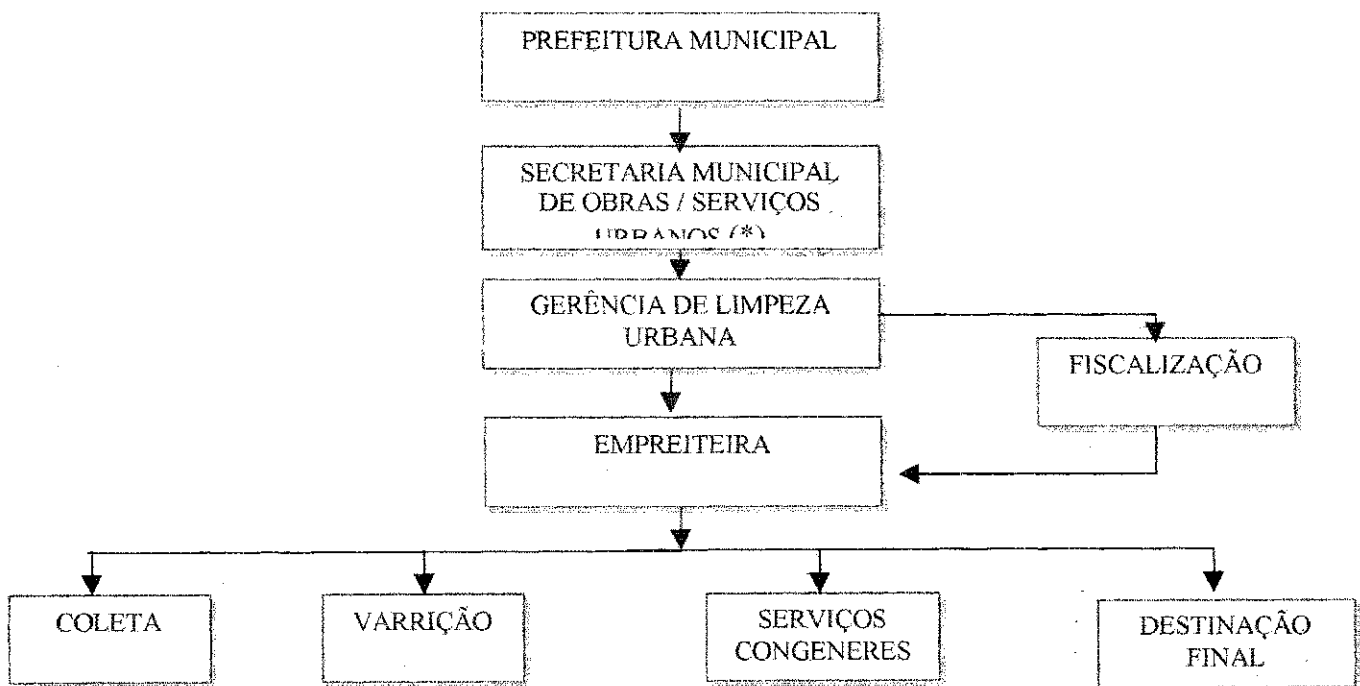 PREFEITURA MUNICIPAL
SECRETARIA MUNICIPAL
DE OBRAS / SERVIÇOS
URBANOS (*)
GERÊNCIA DE LIMPEZA
URBANA
FISCALIZAÇÃO
EMPREITEIRA
COLETA
VARRIÇÃO
SERVIÇOS
CONGENERES
DESTINAÇÃO
FINAL